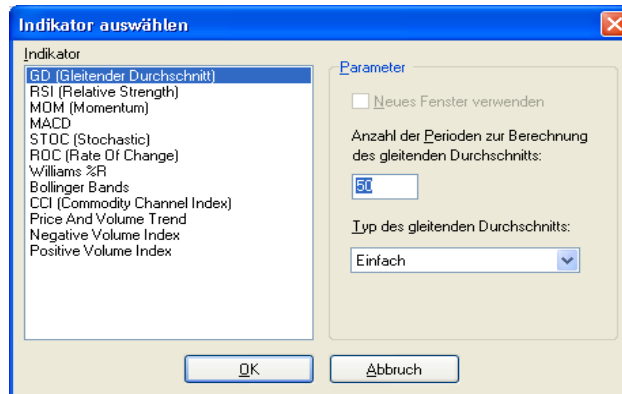 Indikator auswählen
Indikator
GD (Gleitender Durchschnitt)
RSI (Relative Strength)
MOM (Momentum)
MACD
STOC (Stochastic)
ROC (Rate Of Change)
Williams %R
Bollinger Bands
CCI (Commodity Channel Index)
Price And Volume Trend
Negative Volume Index
Positive Volume Index
Parameter
Neues Fenster verwenden
Anzahl der Perioden zur Berechnung
des gleitenden Durchschnitts:
50
Typ des gleitenden Durchschnitts:
Einfach
OK
Abbruch